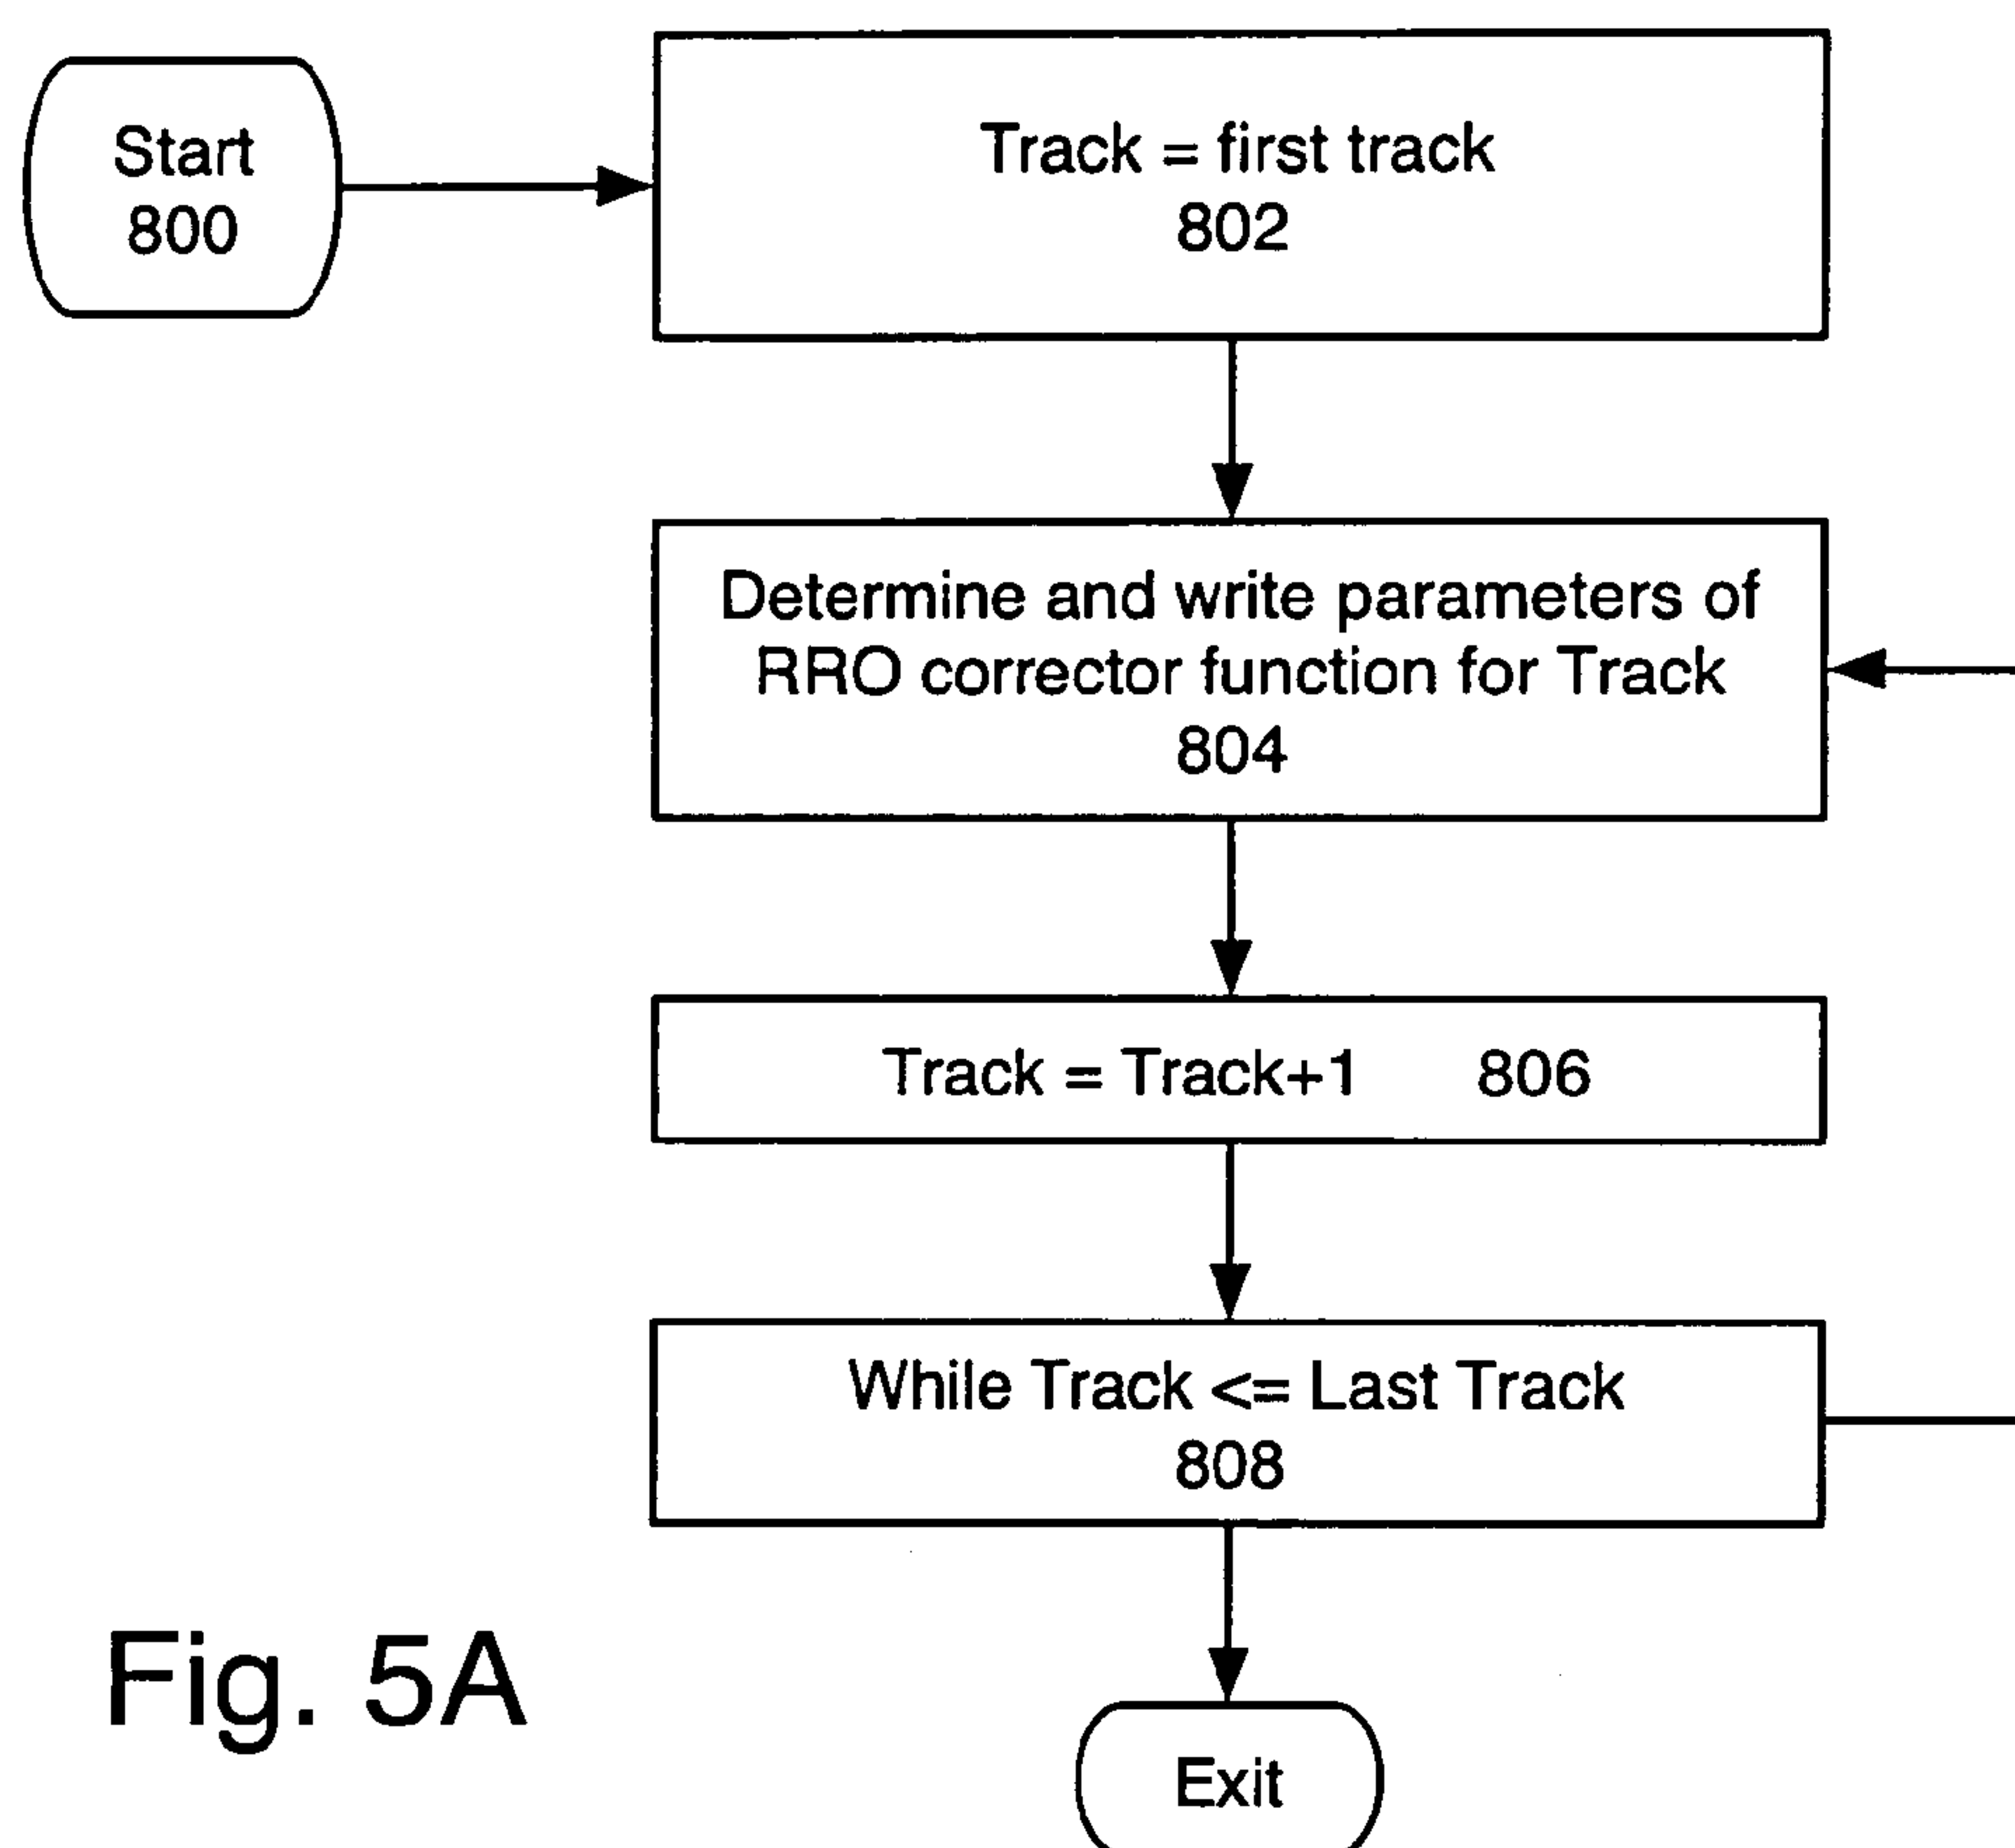 Start
800
Track = first track
802
Determine and write parameters of
RRO corrector function for Track
804
Track = Track+1 806
While Track <= Last Track
808
Fig. 5A
Exit